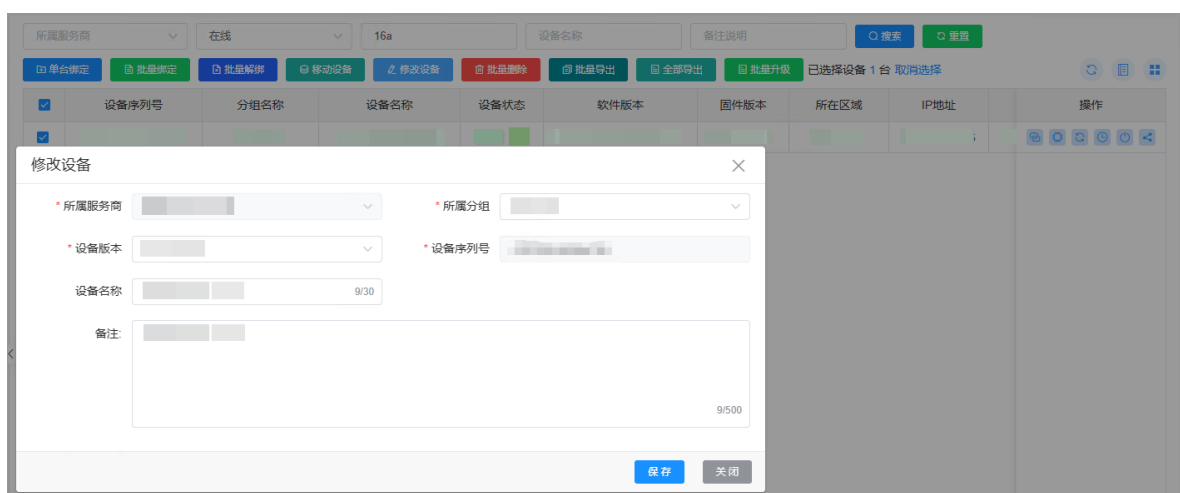 所属服务商 在线 16a 设备名称 备注说明 搜索 重置
单台绑定 批量绑定 批量解绑 移动设备 修改设备 批量删除 批量导出 全部导出 批量升级 已选择设备 1 台 取消选择
设备序列号 分组名称 设备名称 设备状态 软件版本 固件版本 所在区域 IP地址 操作
修改设备
* 所属服务商 * 所属分组
* 设备版本 * 设备序列号
设备名称 9/30
备注:
9/500
保存 关闭